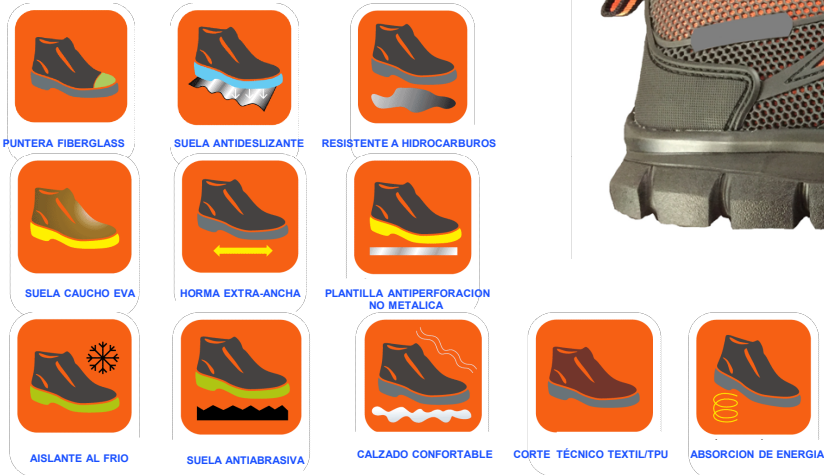 PUNTERA FIBERGLASS
SUELA ANTIDESLIZANTE
RESISTENTE A HIDROCARBUROS
SUELA CAUCHO EVA
HORMA EXTRA-ANCHA
PLANTILLA ANTIPERFORACION
NO METALICA
AISLANTE AL FRIO
SUELA ANTIABRASIVA
CALZADO CONFORTABLE
CORTE TÉCNICO TEXTIL/TPU
ABSORCION DE ENERGIA